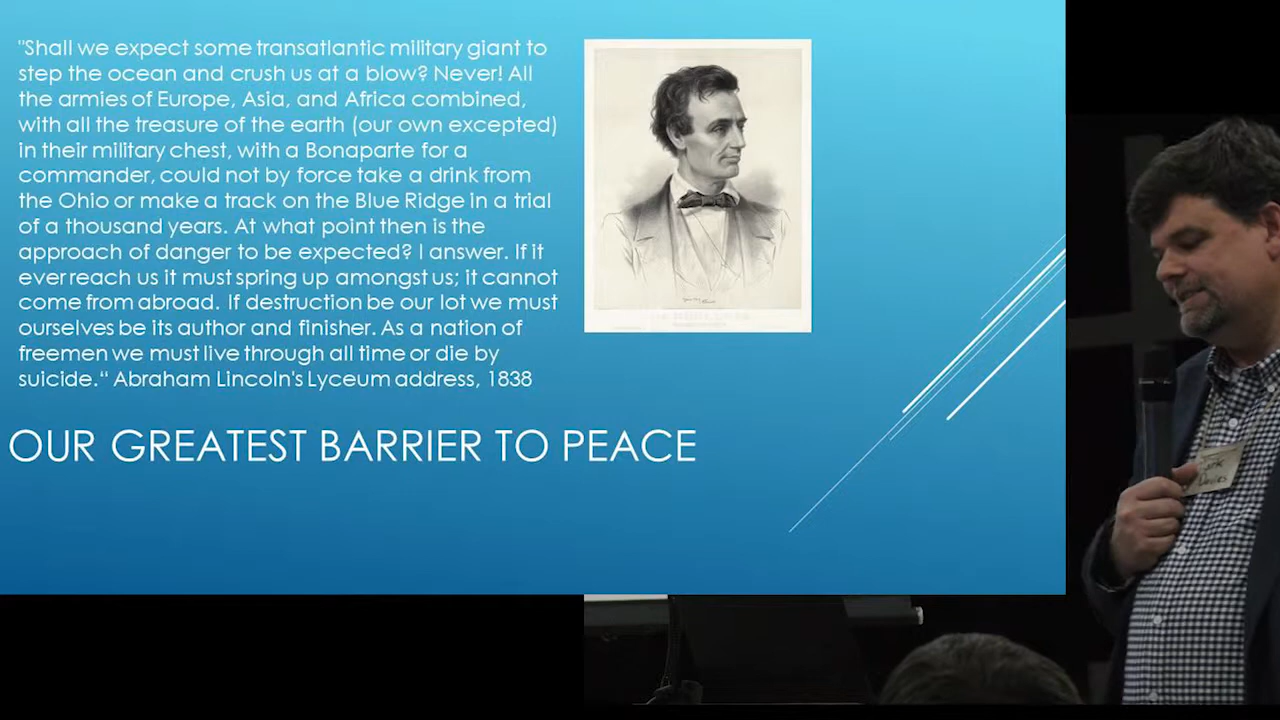 "Shall we expect some transatlantic military giant to
step the ocean and crush us at a blow? Never! All
the armies of Europe, Asia, and Africa combined,
with all the treasure of the earth (our own excepted)
in their military chest, with a Bonaparte for a
commander, could not by force take a drink from
the Ohio or make a track on the Blue Ridge in a trial
of a thousand years. At what point then is the
approach of danger to be expected? I answer. If it
ever reach us it must spring up amongst us; it cannot
come from abroad. If destruction be our lot we must
ourselves be its author and finisher. As a nation of
freemen we must live through all time or die by
suicide.“ Abraham Lincoln's Lyceum address, 1838
OUR GREATEST BARRIER TO PEACE
Davies